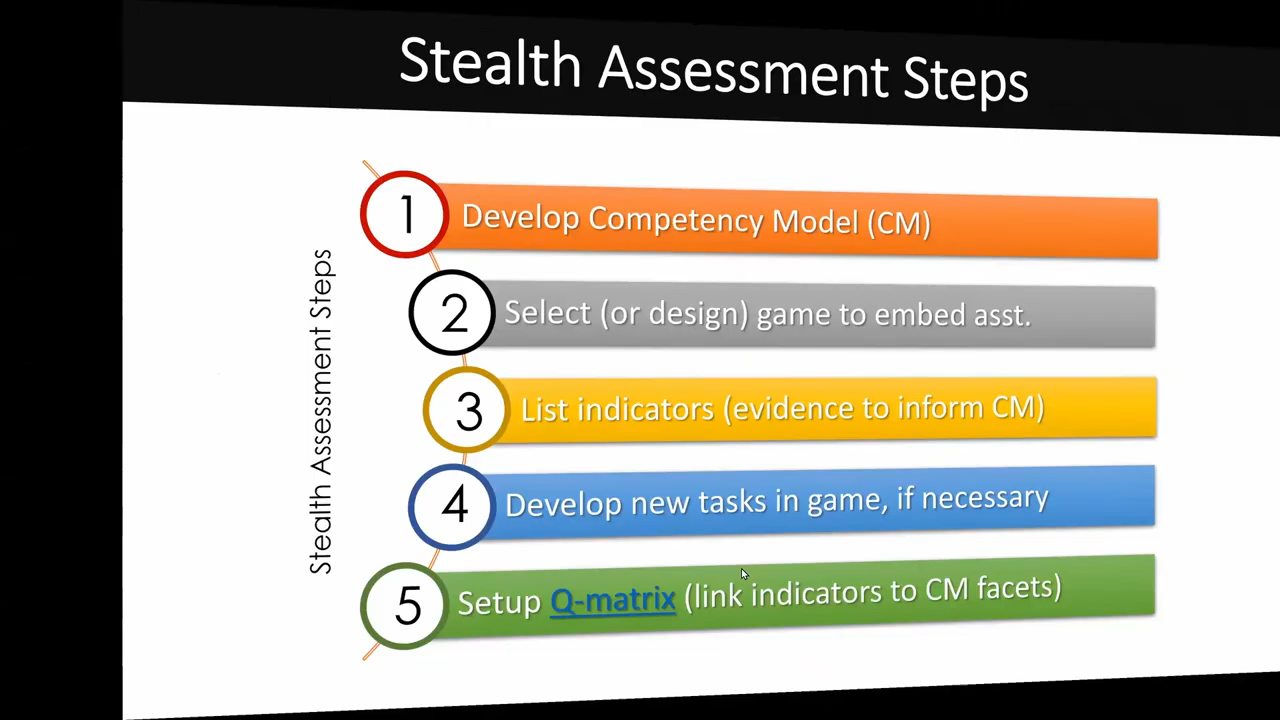 Stealth Assessment Steps
Stealth Assessment Steps
1
Develop Competency Model (CM)
2
Select (or design) game to embed asst.
3
List indicators (evidence to inform CM)
4
Develop new tasks in game, if necessary
5
Setup Q-matrix (link indicators to CM facets)